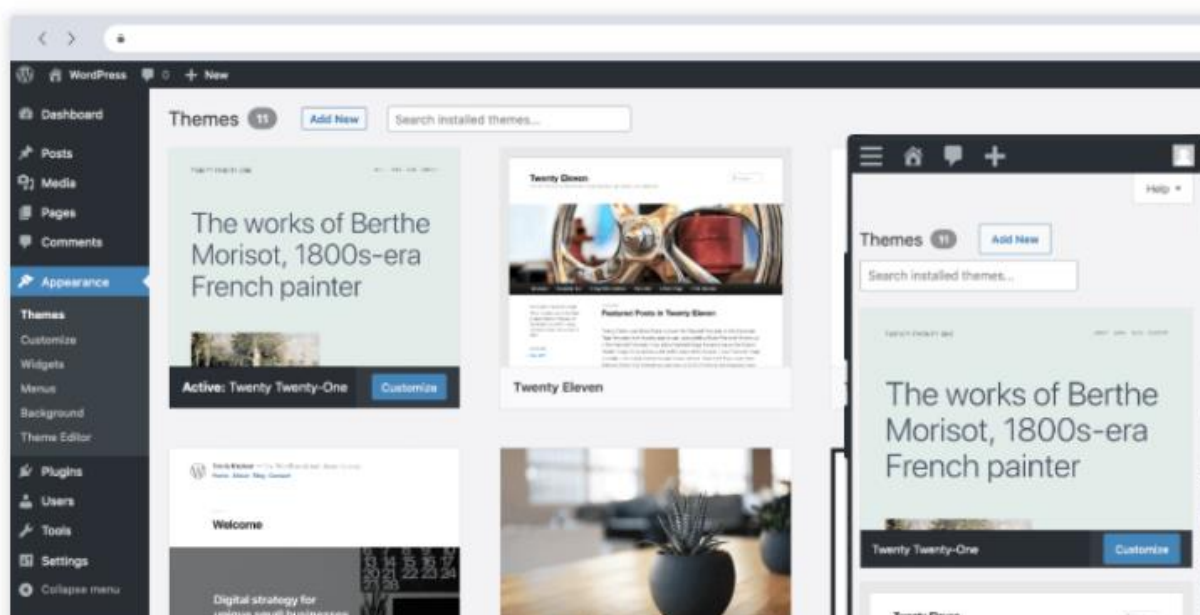 WordPress 0 New
Dashboard
Posts
Media
Pages
Comments
Appearance
Themes
Customize
Widgets
Menus
Background
Theme Editor
Plugins
Users
Tools
Settings
Collapse menu
Themes 11 Add New Search installed themes...
The works of Berthe
Morisot, 1800s-era
French painter
Active: Twenty Twenty-One Customize
Twenty Eleven
Featured Posts in Twenty Eleven
Twenty Eleven
Welcome
Digital strategy for
unique small businesses
Help
Themes 11 Add New
Search installed themes...
The works of Berthe
Morisot, 1800s-era
French painter
Twenty Twenty-One Customize
Twenty Eleven